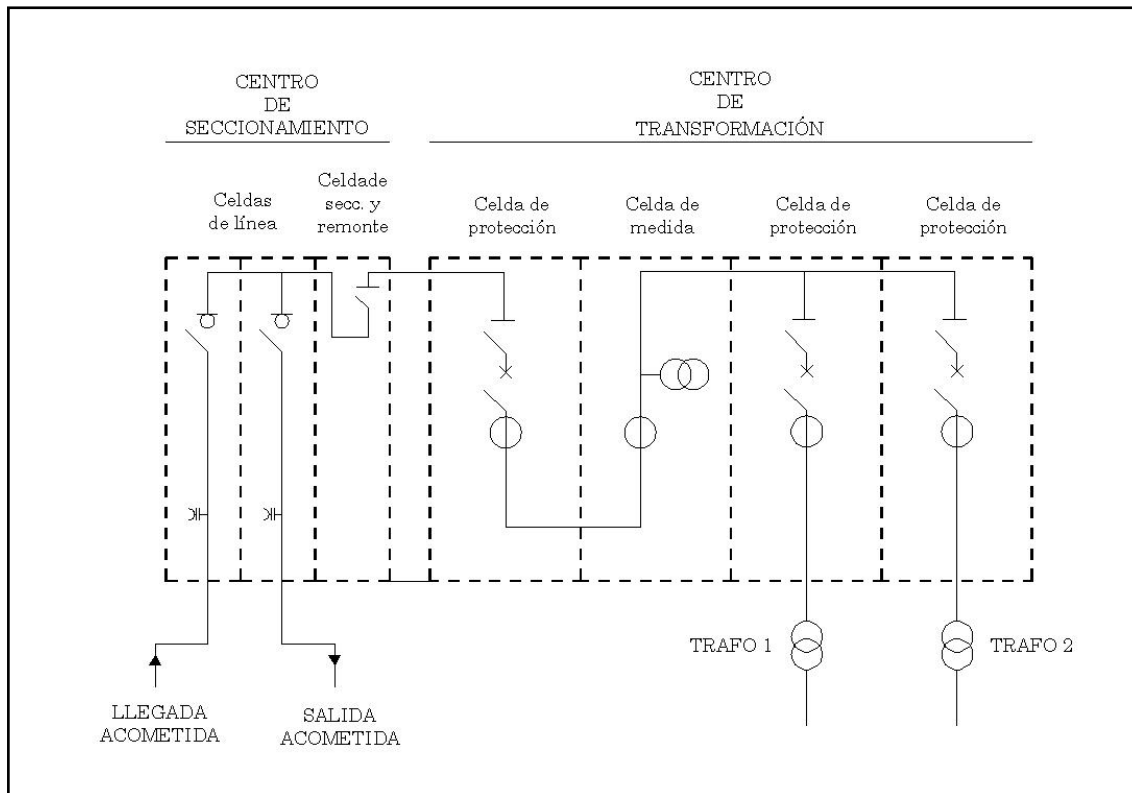 CENTRO
DE
SECCIONAMIENTO
CENTRO
DE
TRANSFORMACIÓN
Celdas
de línea
Celdade
secc. y
remonte
Celda de
protección
Celda de
medida
Celda de
protección
Celda de
protección
TRAFO 1
TRAFO 2
LLEGADA
ACOMETIDA
SALIDA
ACOMETIDA